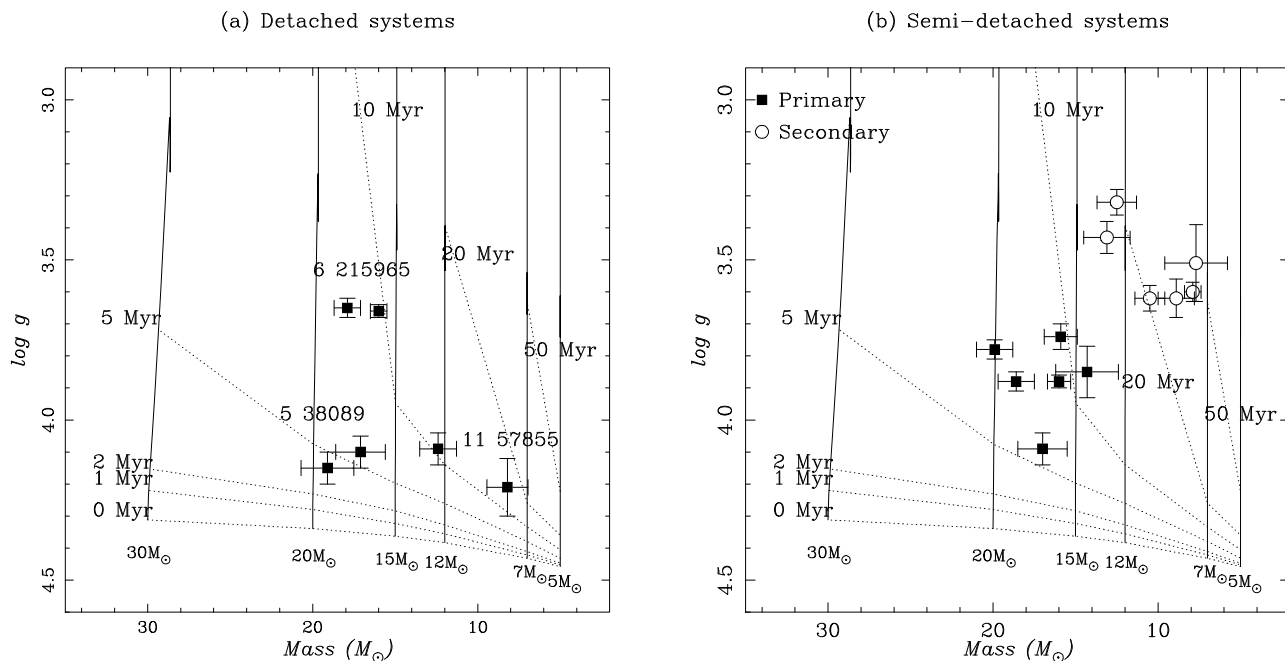 (a) Detached systems
3.0
3.5
4.0
4.5
log g
10 Myr
20 Myr
6 215965
5 Myr
50 Myr
5 38089
11 57855
2 Myr
1 Myr
0 Myr
30M⊙
20M⊙
15M⊙
12M⊙
7M⊙
5M⊙
30
20
10
Mass (M⊙)
(b) Semi-detached systems
3.0
3.5
4.0
4.5
log g
Primary
Secondary
10 Myr
5 Myr
20 Myr
50 Myr
2 Myr
1 Myr
0 Myr
30M⊙
20M⊙
15M⊙
12M⊙
7M⊙
5M⊙
30
20
10
Mass (M⊙)